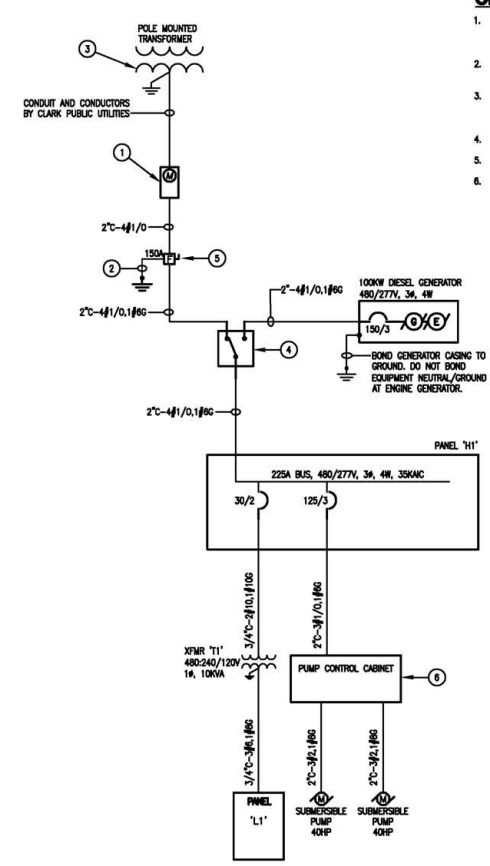 1.
2.
3.
4.
5.
6.
POLE MOUNTED
TRANSFORMER
3
CONDUIT AND CONDUCTORS
BY CLARK PUBLIC UTILITIES
1
M
2"C-4#1/0
150A
F
5
2
2"C-4#1/0,1#6G
2"-4#1/0,1#6G
100KW DIESEL GENERATOR
480/277V, 3ø, 4W
150/3
G
E
4
BOND GENERATOR CASING TO
GROUND. DO NOT BOND
EQUIPMENT NEUTRAL/GROUND
AT ENGINE GENERATOR.
2"C-4#1/0,1#6G
PANEL 'H1'
225A BUS, 480/277V, 3ø, 4W, 35KAIC
30/2
125/3
3/4"C-2#10,1#10G
2"C-3#1/0,1#6G
XFMR 'T1'
480:240/120V
1ø, 10KVA
PUMP CONTROL CABINET
6
3/4"C-3#6,1#8G
2"C-3#2,1#8G
2"C-3#2,1#8G
PANEL
'L1'
M
SUBMERSIBLE
PUMP
40HP
M
SUBMERSIBLE
PUMP
40HP